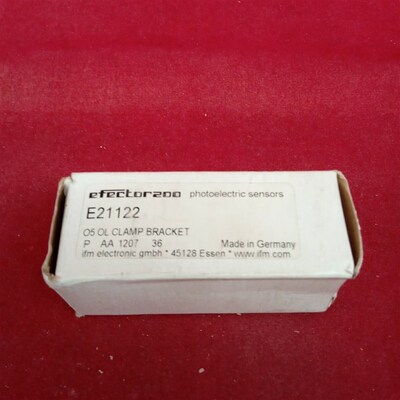 efector200 photoelectric sensors
E21122
O5 OL CLAMP BRACKET
P AA 1207 36 Made in Germany
ifm electronic gmbh * 45128 Essen * www.ifm.com